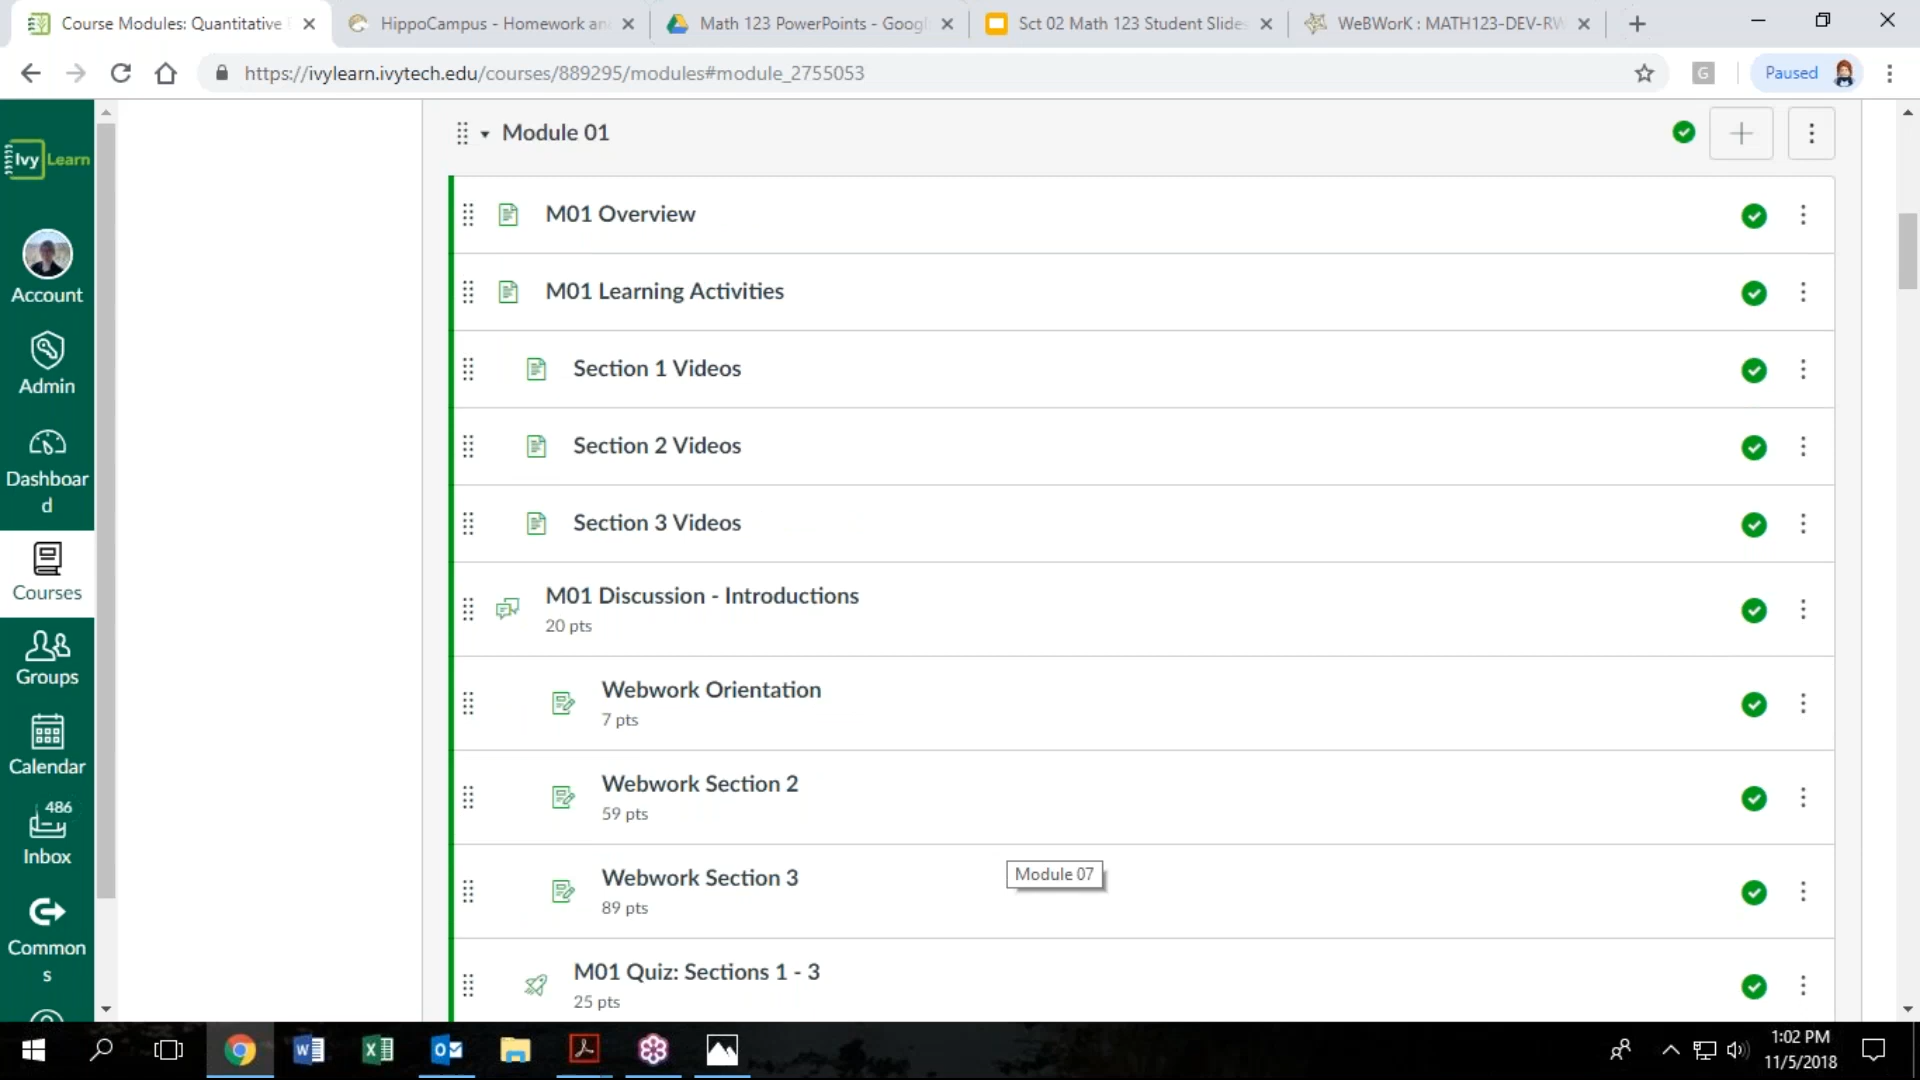 Course Modules: Quantitative
HippoCampus - Homework an
Math 123 PowerPoints - Googl
Sct 02 Math 123 Student Slides
WeBWorK : MATH123-DEV-RW
https://ivylearn.ivytech.edu/courses/889295/modules#module_2755053
G
Paused
Ivy Learn
Account
Admin
Dashboar
d
Courses
Groups
Calendar
486
Inbox
Common
s
Module 01
M01 Overview
M01 Learning Activities
Section 1 Videos
Section 2 Videos
Section 3 Videos
M01 Discussion - Introductions
20 pts
Webwork Orientation
7 pts
Webwork Section 2
59 pts
Webwork Section 3
89 pts
Module 07
M01 Quiz: Sections 1 - 3
25 pts
1:02 PM
11/5/2018